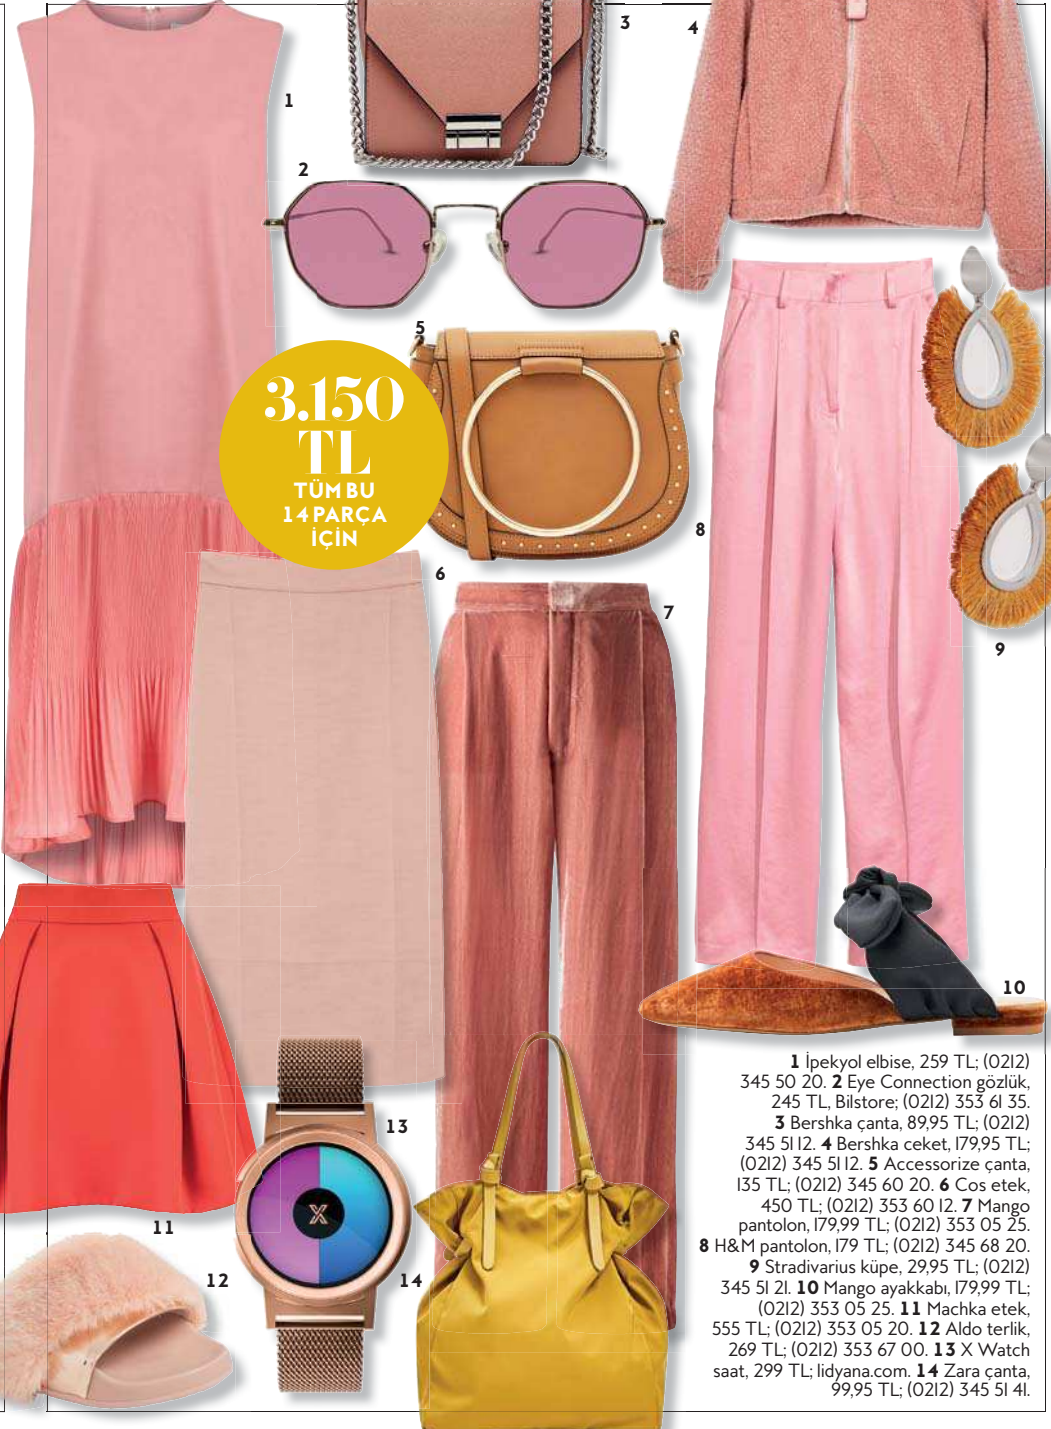 3
4
1
2
5
3.150
TL
TÜM BU
14 PARÇA
İÇİN
8
6
7
9
10
13
11
12
14
X
1 İpekyol elbise, 259 TL; (0212)
345 50 20. 2 Eye Connection gözlük,
245 TL, Bilstore; (0212) 353 61 35.
3 Bershka çanta, 89,95 TL; (0212)
345 51 12. 4 Bershka ceket, 179,95 TL;
(0212) 345 51 12. 5 Accessorize çanta,
135 TL; (0212) 345 60 20. 6 Cos etek,
450 TL; (0212) 353 60 12. 7 Mango
pantolon, 179,99 TL; (0212) 353 05 25.
8 H&M pantolon, 179 TL; (0212) 345 68 20.
9 Stradivarius küpe, 29,95 TL; (0212)
345 51 21. 10 Mango ayakkabı, 179,99 TL;
(0212) 353 05 25. 11 Machka etek,
555 TL; (0212) 353 05 20. 12 Aldo terlik,
269 TL; (0212) 353 67 00. 13 X Watch
saat, 299 TL; lidyana.com. 14 Zara çanta,
99,95 TL; (0212) 345 51 41.